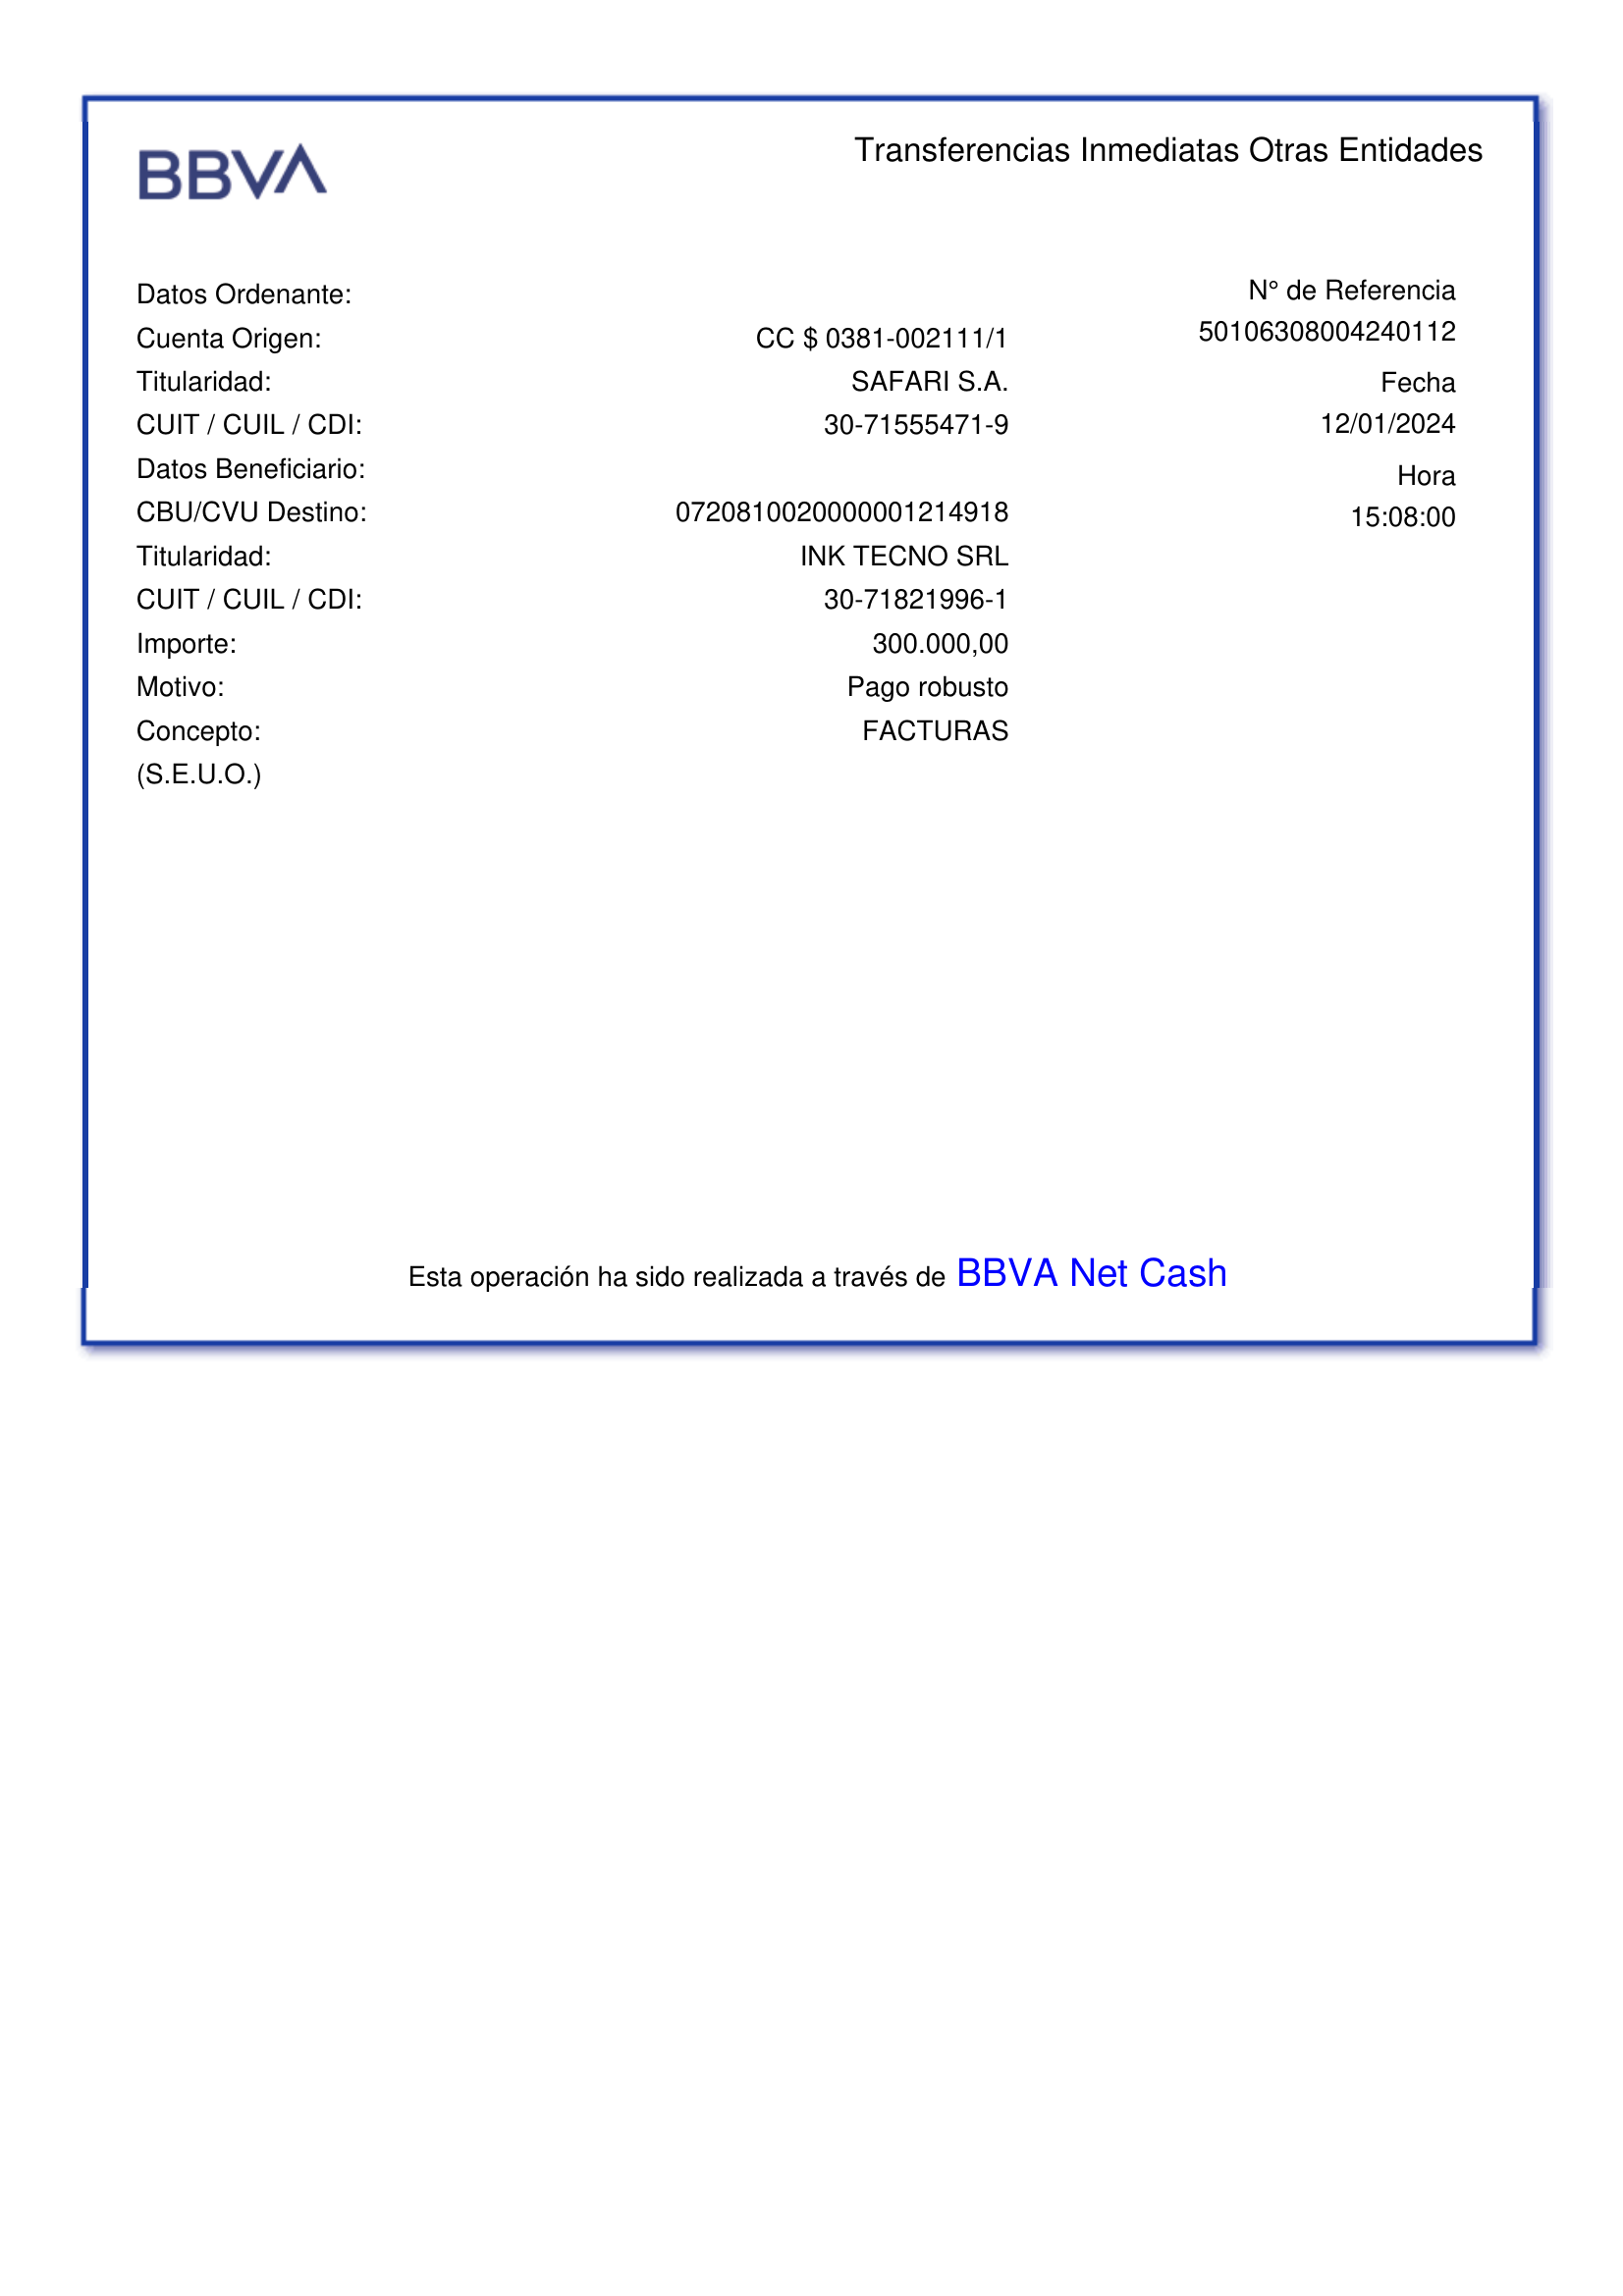 BBVA
Transferencias Inmediatas Otras Entidades
Datos Ordenante:
Cuenta Origen: CC $ 0381-002111/1
Titularidad: SAFARI S.A.
CUIT / CUIL / CDI: 30-71555471-9
Datos Beneficiario:
CBU/CVU Destino: 0720810020000001214918
Titularidad: INK TECNO SRL
CUIT / CUIL / CDI: 30-71821996-1
Importe: 300.000,00
Motivo: Pago robusto
Concepto: FACTURAS
(S.E.U.O.)
N° de Referencia
50106308004240112
Fecha
12/01/2024
Hora
15:08:00
Esta operación ha sido realizada a través de BBVA Net Cash